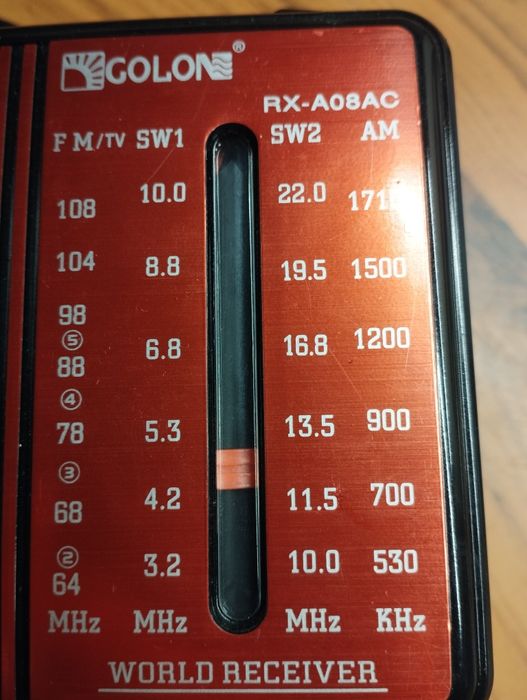 GOLON®
RX-A08AC
FM/TV SW1 SW2 AM
108 10.0 22.0
104 8.8 19.5 1500
98
⑤ 6.8 16.8 1200
88
④
78 5.3 13.5 900
③
68 4.2 11.5 700
② 3.2 10.0 530
64
MHz MHz MHz KHz
WORLD RECEIVER